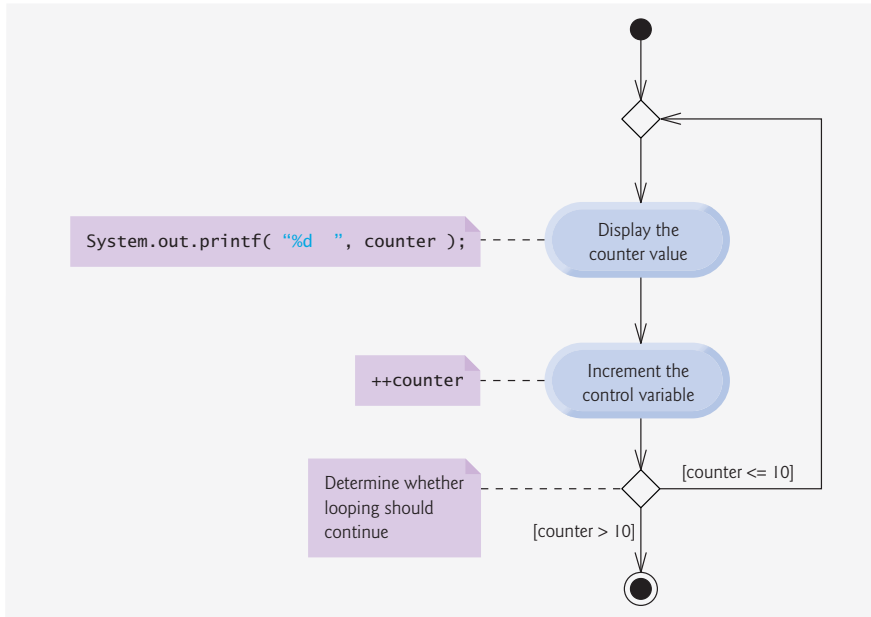 System.out.printf( “%d  ”, counter );
Display the
counter value
++counter
Increment the
control variable
Determine whether
looping should
continue
[counter <= 10]
[counter > 10]